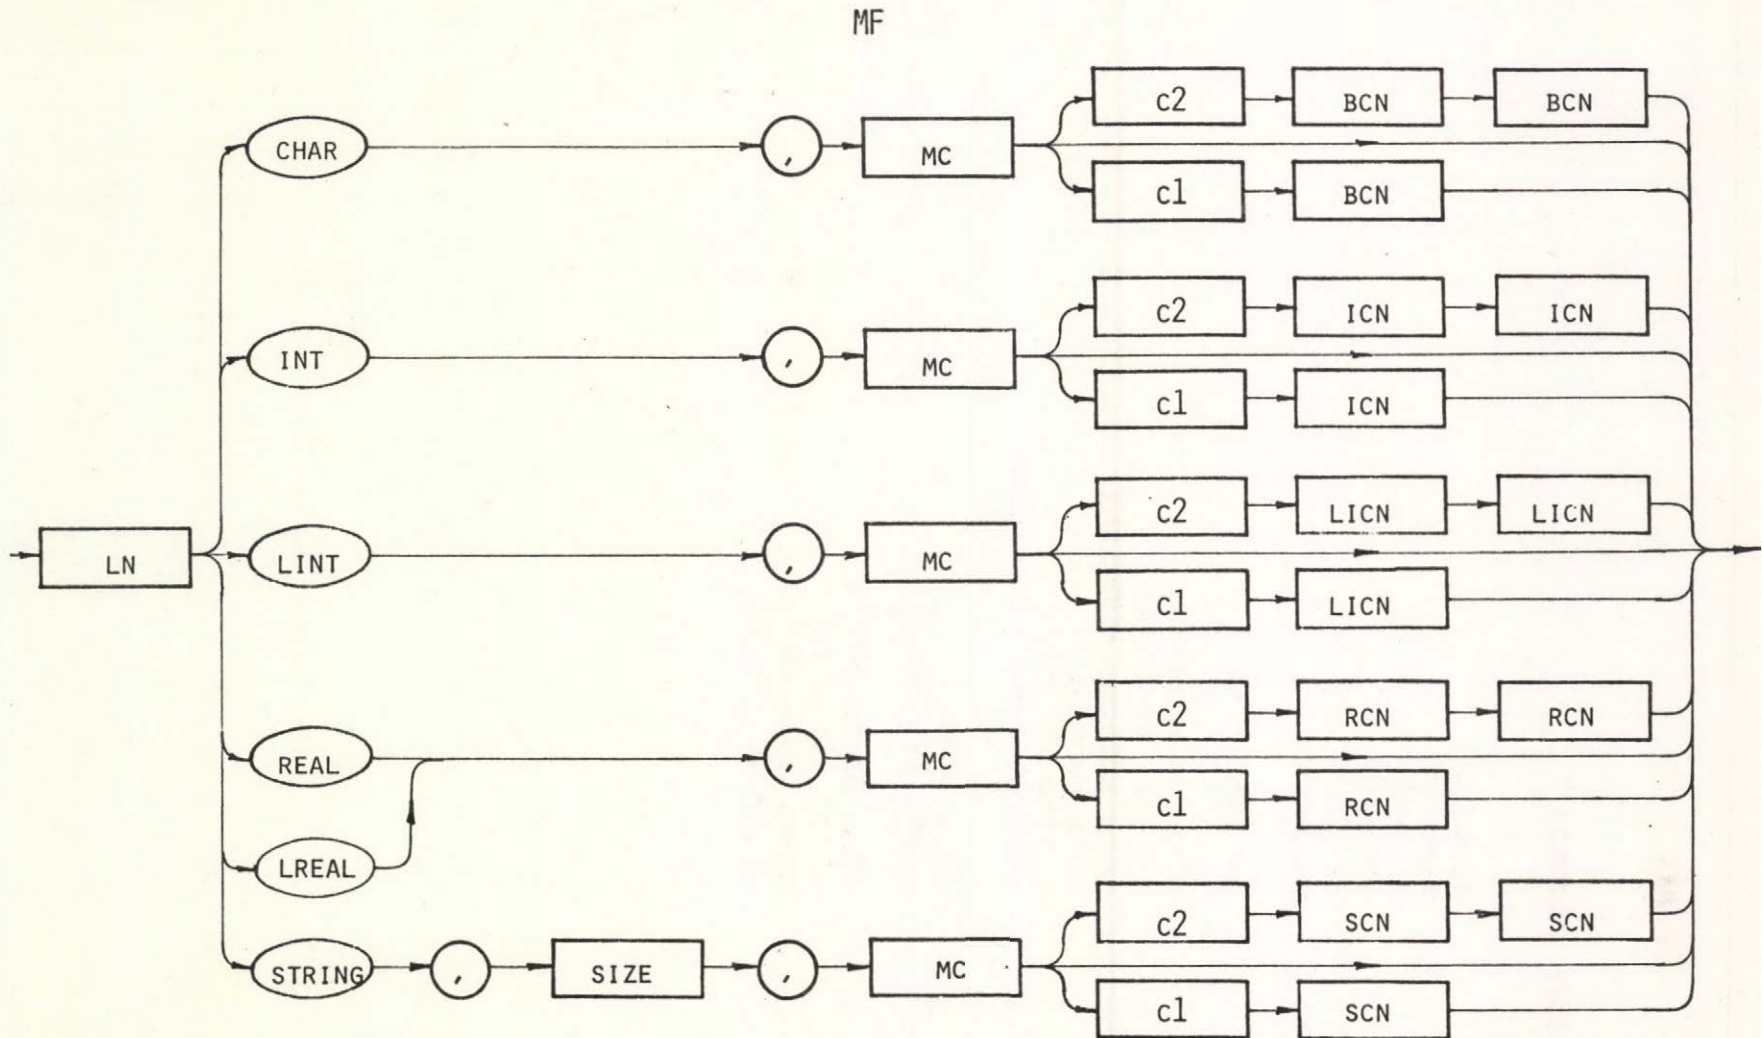 MF
c2 BCN BCN
CHAR , MC
c1 BCN
c2 ICN ICN
INT , MC
c1 ICN
c2 LICN LICN
LN LINT , MC
c1 LICN
c2 RCN RCN
REAL , MC
c1 RCN
LREAL
c2 SCN SCN
STRING , SIZE , MC
c1 SCN